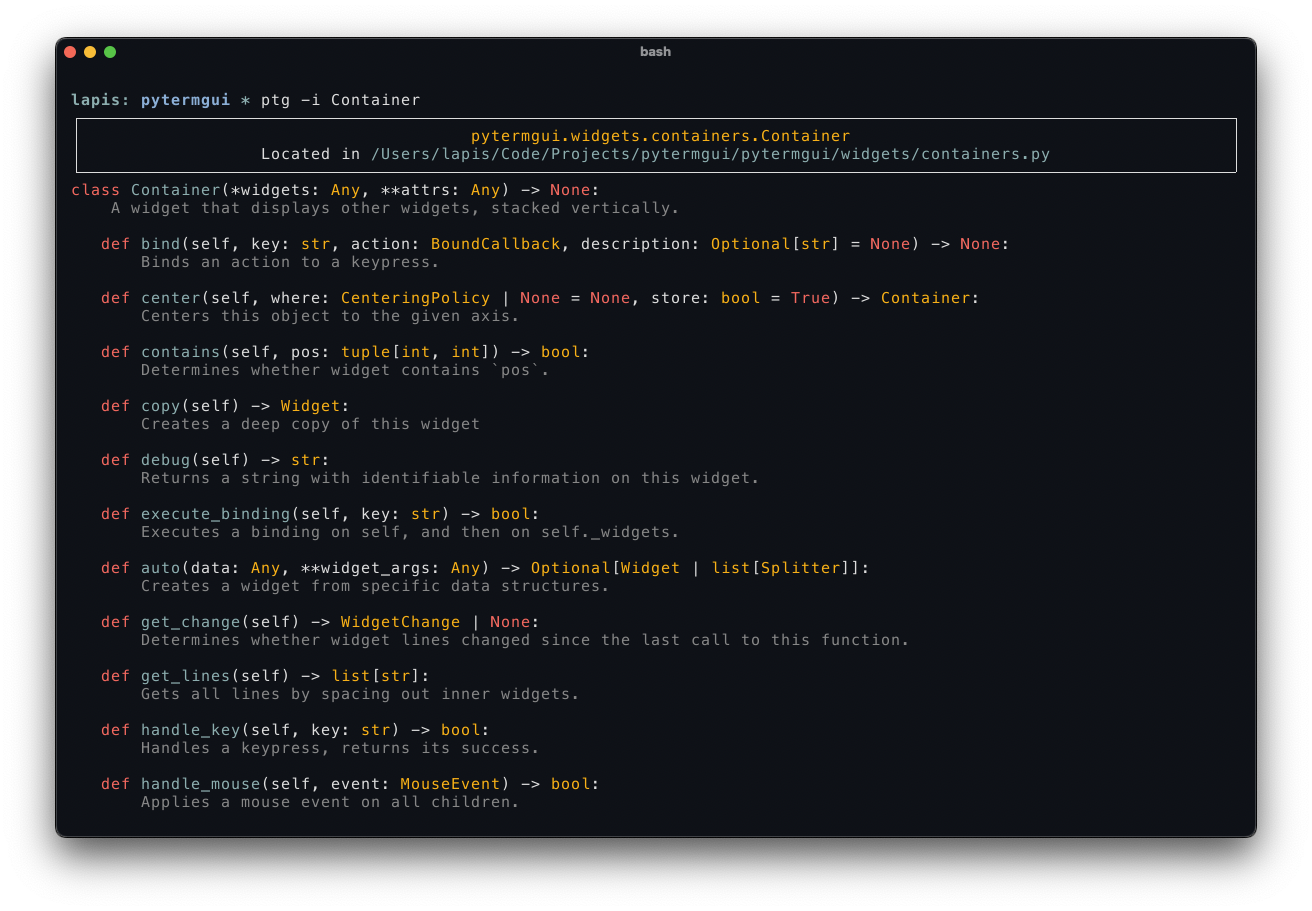 bash
lapis: pytermgui * ptg -i Container
pytermgui.widgets.containers.Container
Located in /Users/lapis/Code/Projects/pytermgui/pytermgui/widgets/containers.py
class Container(*widgets: Any, **attrs: Any) -> None:
    A widget that displays other widgets, stacked vertically.
   def bind(self, key: str, action: BoundCallback, description: Optional[str] = None) -> None:
       Binds an action to a keypress.
   def center(self, where: CenteringPolicy | None = None, store: bool = True) -> Container:
       Centers this object to the given axis.
   def contains(self, pos: tuple[int, int]) -> bool:
       Determines whether widget contains `pos`.
   def copy(self) -> Widget:
       Creates a deep copy of this widget
   def debug(self) -> str:
       Returns a string with identifiable information on this widget.
   def execute_binding(self, key: str) -> bool:
       Executes a binding on self, and then on self._widgets.
   def auto(data: Any, **widget_args: Any) -> Optional[Widget | list[Splitter]]:
       Creates a widget from specific data structures.
   def get_change(self) -> WidgetChange | None:
       Determines whether widget lines changed since the last call to this function.
   def get_lines(self) -> list[str]:
       Gets all lines by spacing out inner widgets.
   def handle_key(self, key: str) -> bool:
       Handles a keypress, returns its success.
   def handle_mouse(self, event: MouseEvent) -> bool:
       Applies a mouse event on all children.